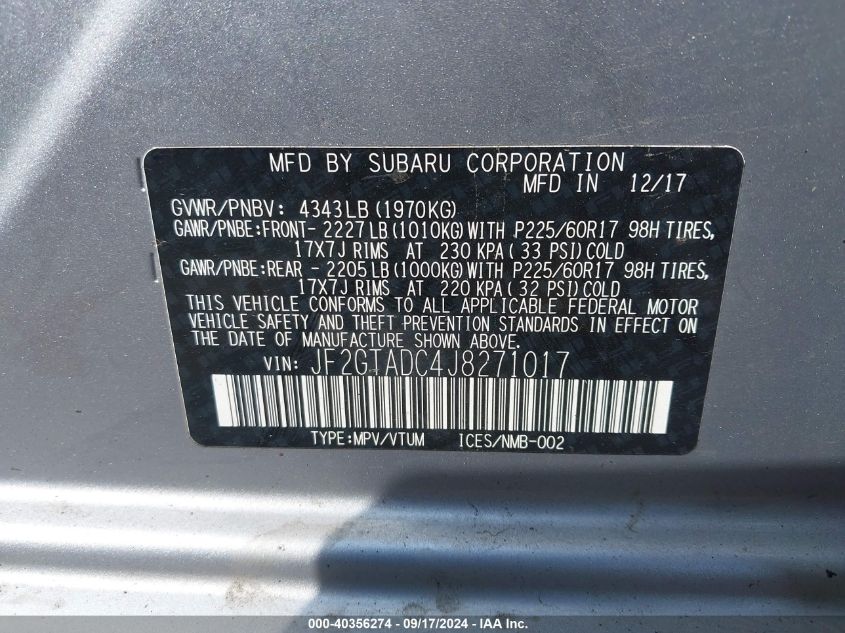 MFD BY SUBARU CORPORATION
MFD IN 12/17
GVWR/PNBV: 4343LB (1970KG)
GAWR/PNBE:FRONT- 2227LB (1010KG) WITH P225/60R17 98H TIRES,
17X7J RIMS AT 230 KPA ( 33 PSI) COLD
GAWR/PNBE:REAR - 2205LB (1000KG) WITH P225/60R17 98H TIRES,
17X7J RIMS AT 220 KPA ( 32 PSI) COLD
THIS VEHICLE CONFORMS TO ALL APPLICABLE FEDERAL MOTOR
VEHICLE SAFETY AND THEFT PREVENTION STANDARDS IN EFFECT ON
THE DATE OF MANUFACTURE SHOWN ABOVE.
VIN: JF2GTADC4J8271017
TYPE:MPV/VTUM ICES/NMB-002
000-40356274 - 09/17/2024 - IAA Inc.